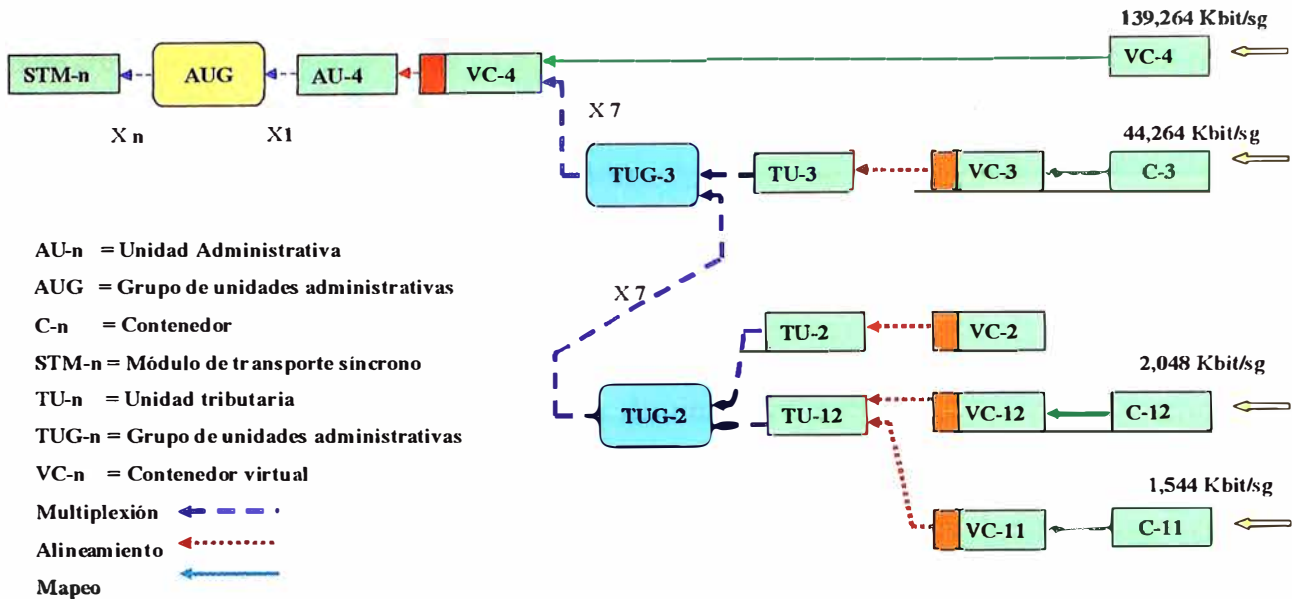 139,264 Kbit/sg
STM-n AUG AU-4 VC-4 VC-4
X n X1 X 7
44,264 Kbit/sg
TUG-3 TU-3 VC-3 C-3
AU-n = Unidad Administrativa
AUG = Grupo de unidades administrativas
C-n = Contenedor
STM-n = Módulo de transporte síncrono
TU-n = Unidad tributaria
TUG-n = Grupo de unidades administrativas
VC-n = Contenedor virtual
Multiplexión
Alineamiento
Mapeo
X 7
TU-2 VC-2
2,048 Kbit/sg
TUG-2 TU-12 VC-12 C-12
1,544 Kbit/sg
VC-11 C-11